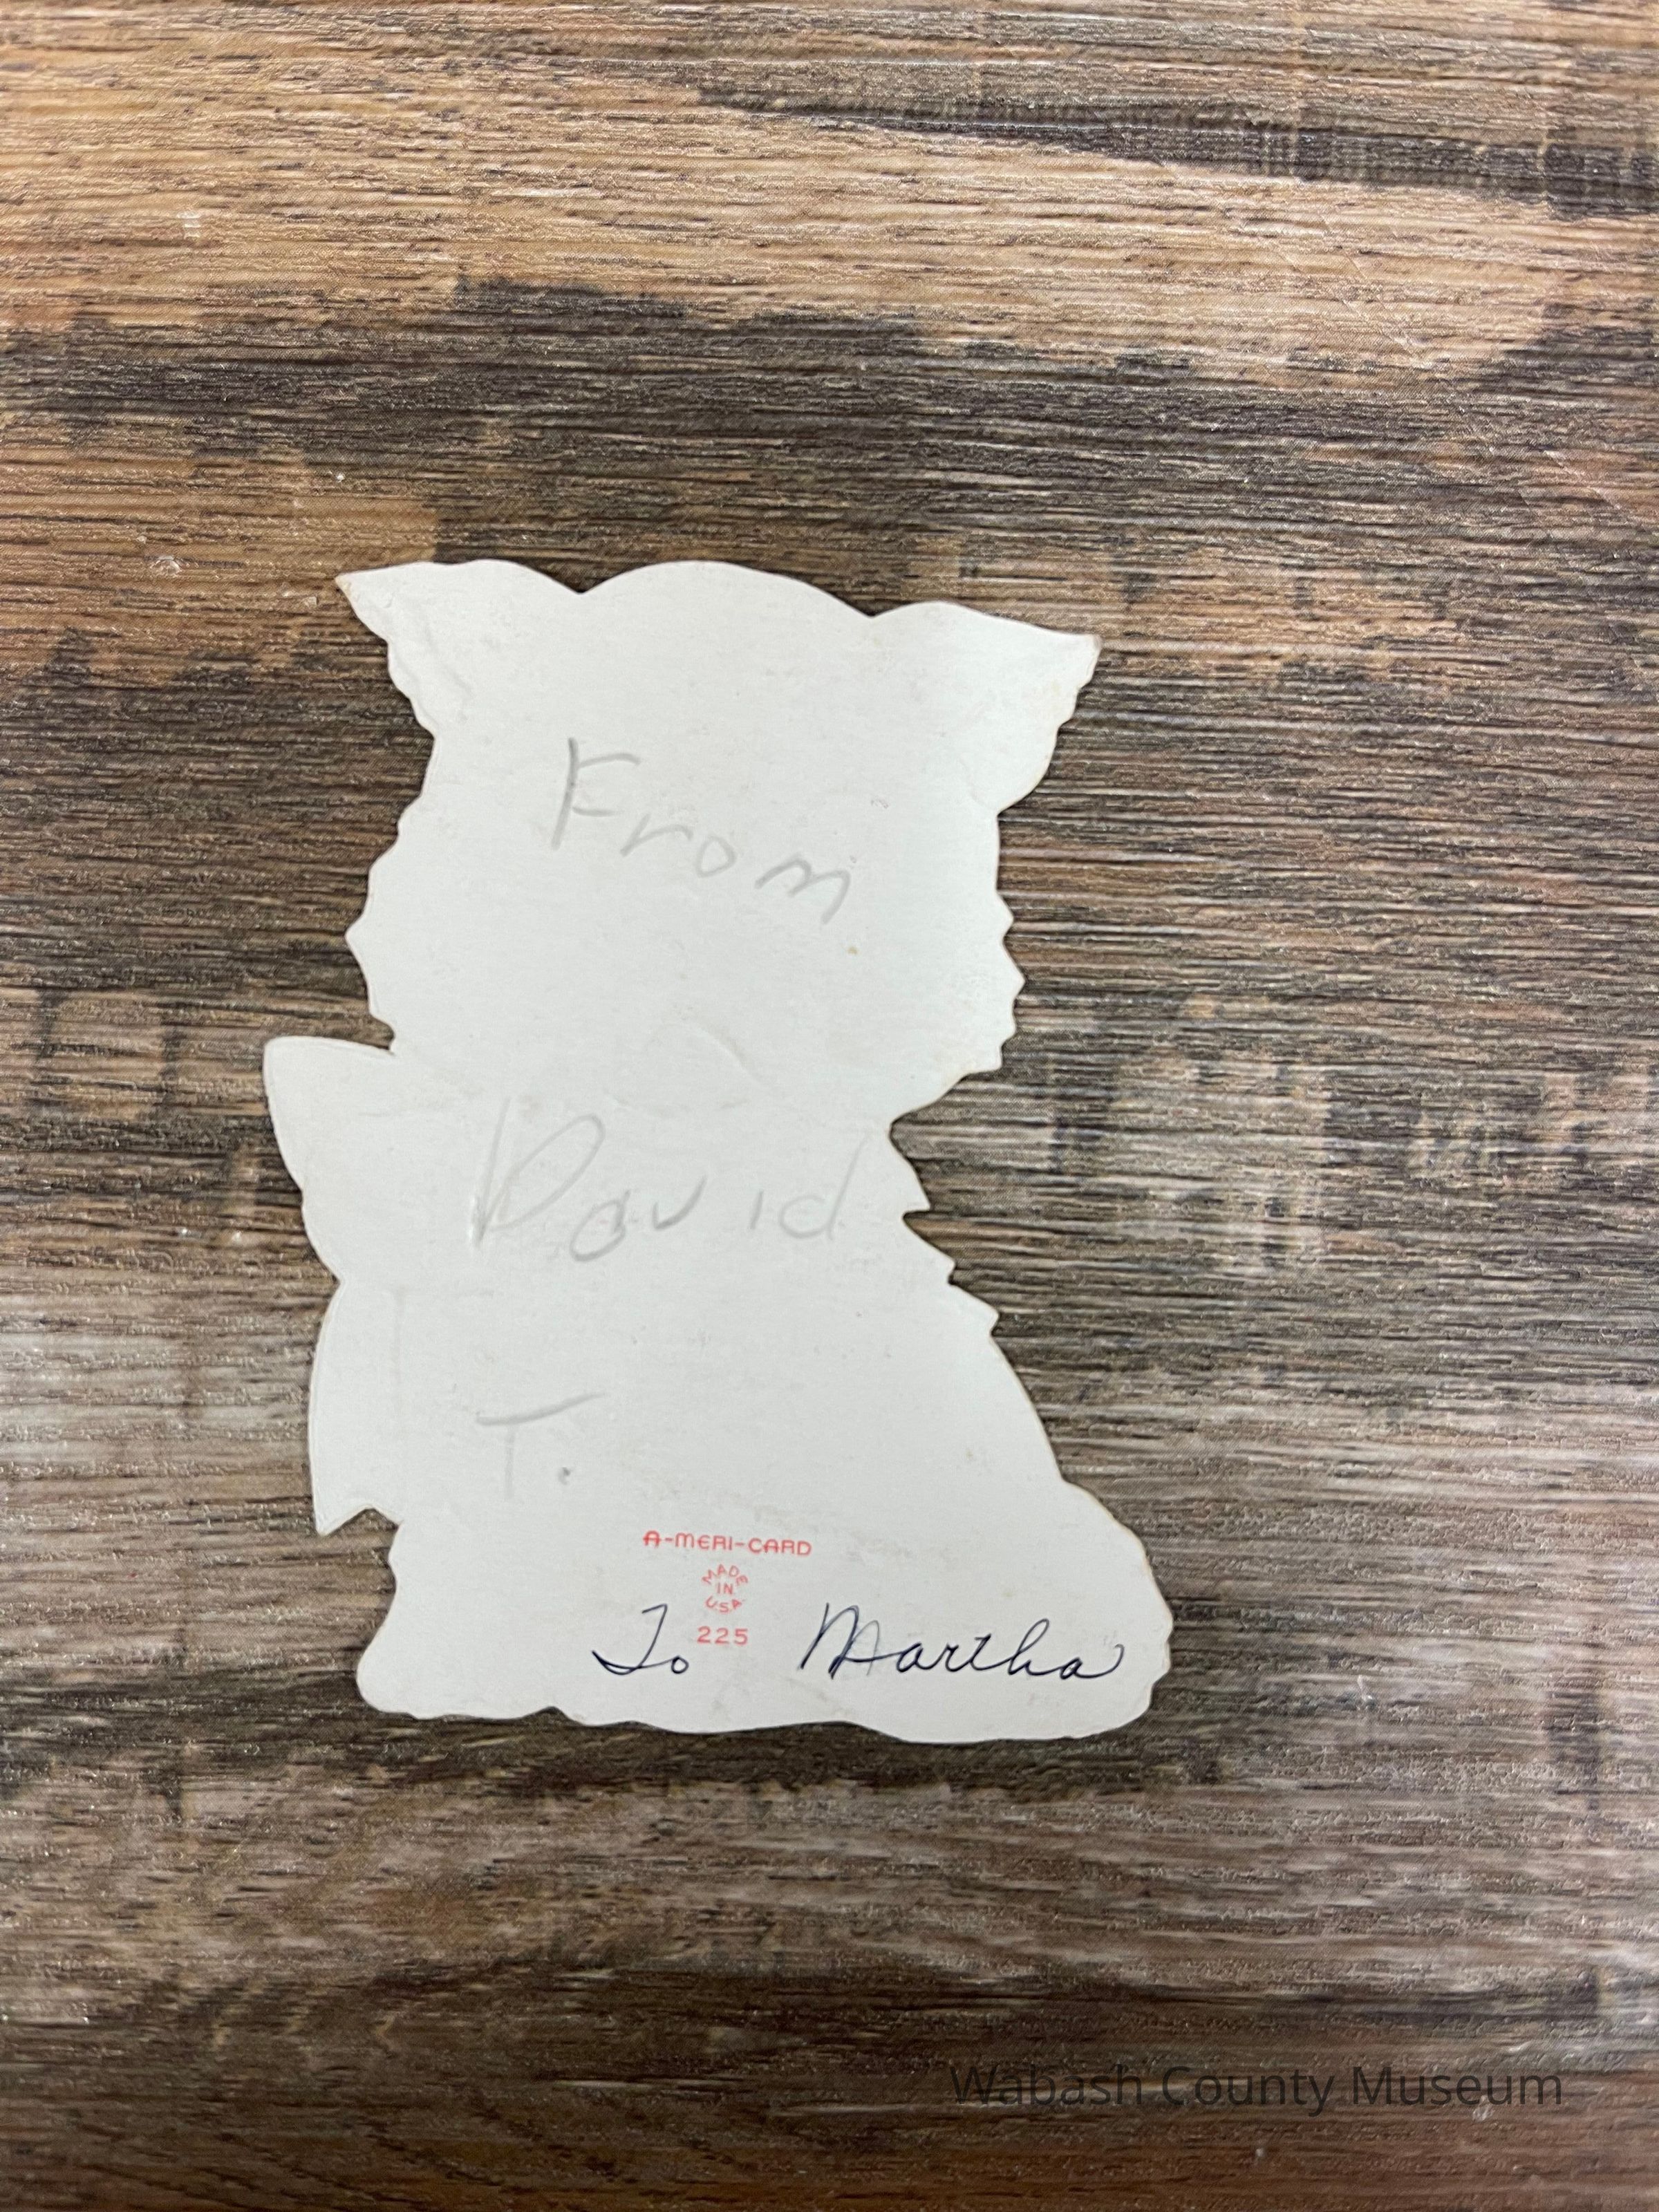 From
David
T.
A-MERI-CARD
MADE
IN
USA
225
To Martha
Wabash County Museum